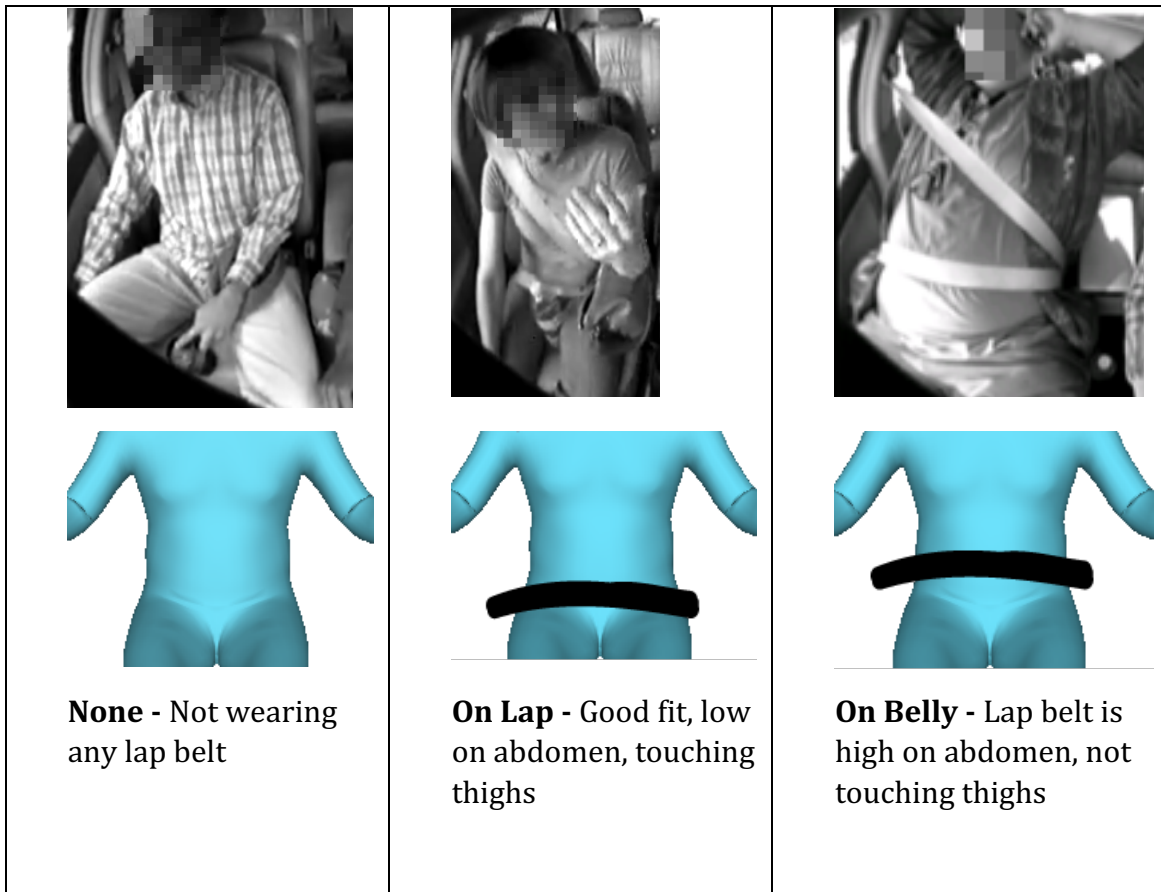 None - Not wearing
any lap belt
On Lap - Good fit, low
on abdomen, touching
thighs
On Belly - Lap belt is
high on abdomen, not
touching thighs